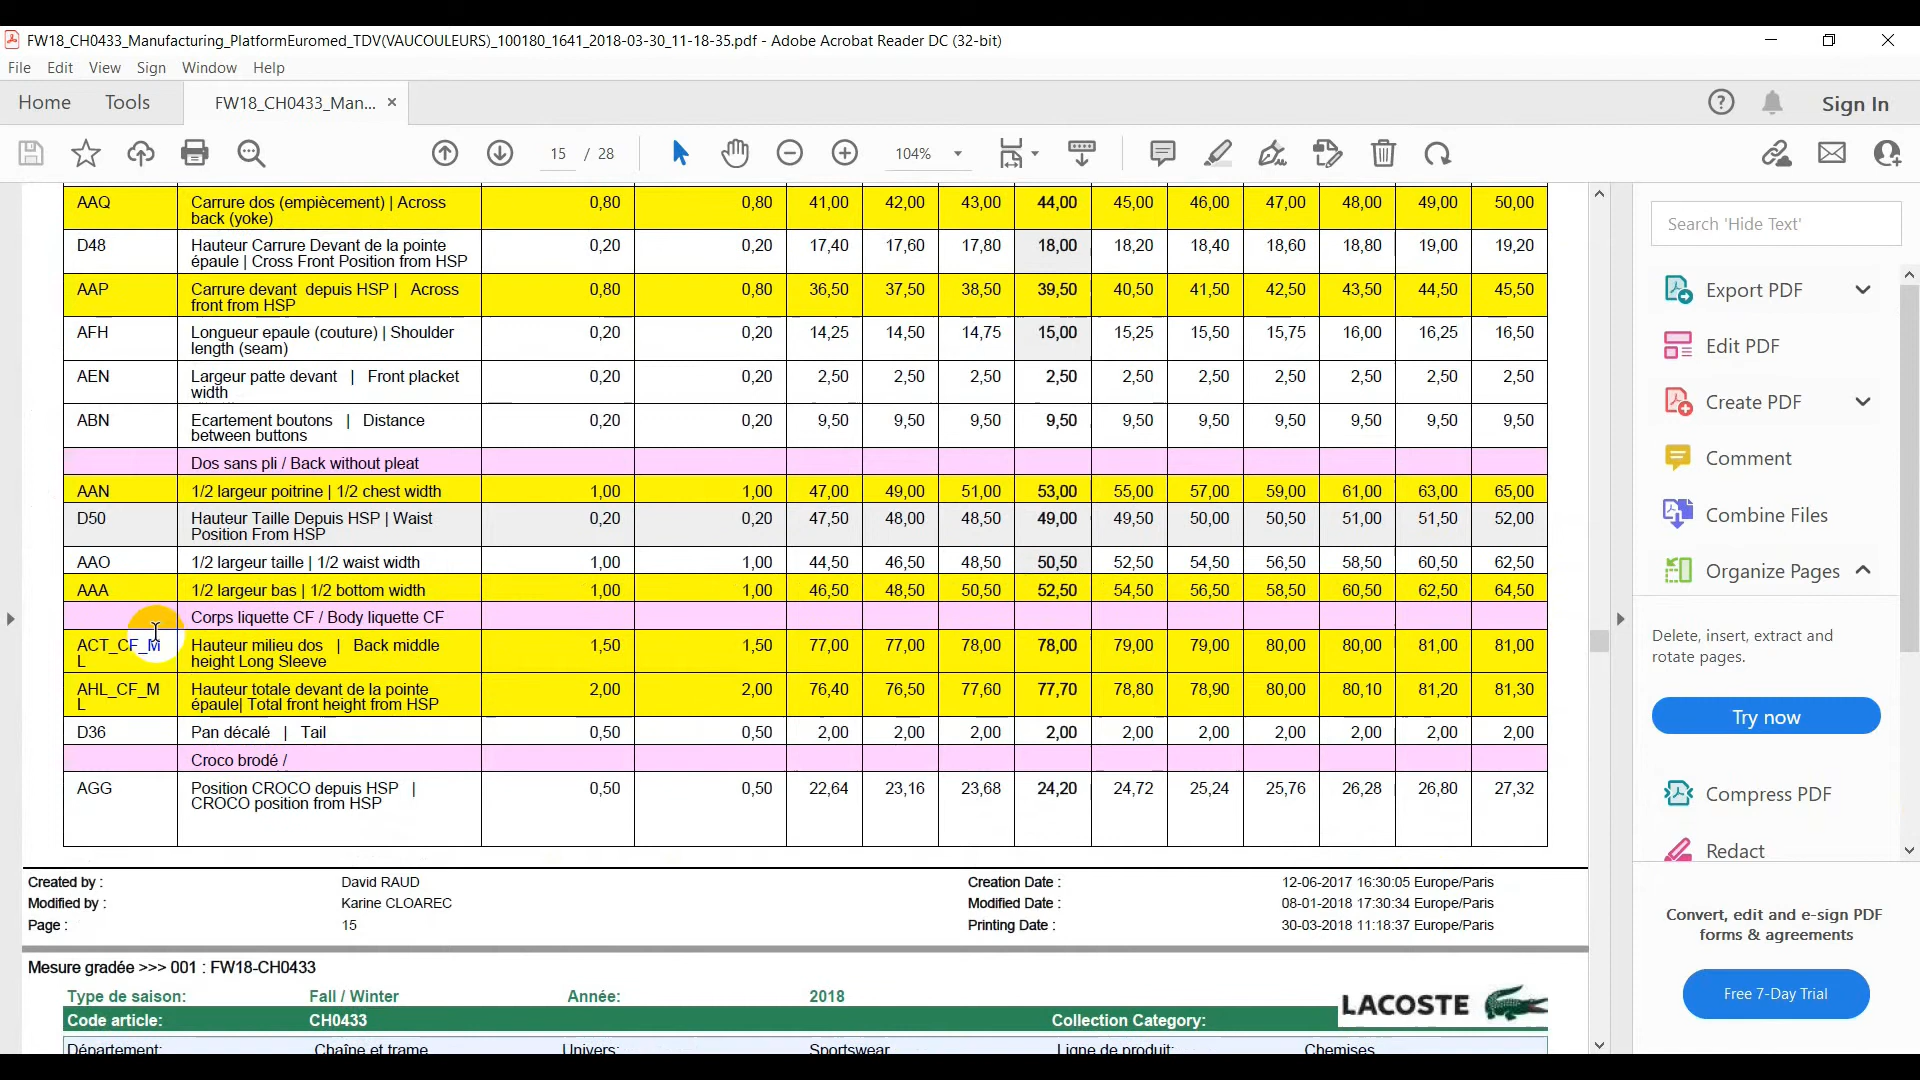 FW18_CH0433_Manufacturing_PlatformEuromed_TDV(VAUCOULEURS)_100180_1641_2018-03-30_11-18-35.pdf - Adobe Acrobat Reader DC (32-bit)
File Edit View Sign Window Help
Home Tools FW18_CH0433_Man... × Sign In
15 / 28 104%
AAQ Carrure dos (empiècement) | Across 0,80 0,80 41,00 42,00 43,00 44,00 45,00 46,00 47,00 48,00 49,00 50,00
back (yoke)
D48 Hauteur Carrure Devant de la pointe 0,20 0,20 17,40 17,60 17,80 18,00 18,20 18,40 18,60 18,80 19,00 19,20
épaule | Cross Front Position from HSP
AAP Carrure devant depuis HSP | Across 0,80 0,80 36,50 37,50 38,50 39,50 40,50 41,50 42,50 43,50 44,50 45,50
front from HSP
AFH Longueur epaule (couture) | Shoulder 0,20 0,20 14,25 14,50 14,75 15,00 15,25 15,50 15,75 16,00 16,25 16,50
length (seam)
AEN Largeur patte devant | Front placket 0,20 0,20 2,50 2,50 2,50 2,50 2,50 2,50 2,50 2,50 2,50 2,50
width
ABN Ecartement boutons | Distance 0,20 0,20 9,50 9,50 9,50 9,50 9,50 9,50 9,50 9,50 9,50 9,50
between buttons
Dos sans pli / Back without pleat
AAN 1/2 largeur poitrine | 1/2 chest width 1,00 1,00 47,00 49,00 51,00 53,00 55,00 57,00 59,00 61,00 63,00 65,00
D50 Hauteur Taille Depuis HSP | Waist 0,20 0,20 47,50 48,00 48,50 49,00 49,50 50,00 50,50 51,00 51,50 52,00
Position From HSP
AAO 1/2 largeur taille | 1/2 waist width 1,00 1,00 44,50 46,50 48,50 50,50 52,50 54,50 56,50 58,50 60,50 62,50
AAA 1/2 largeur bas | 1/2 bottom width 1,00 1,00 46,50 48,50 50,50 52,50 54,50 56,50 58,50 60,50 62,50 64,50
Corps liquette CF / Body liquette CF
ACT_CF_M Hauteur milieu dos | Back middle 1,50 1,50 77,00 77,00 78,00 78,00 79,00 79,00 80,00 80,00 81,00 81,00
L height Long Sleeve
AHL_CF_M Hauteur totale devant de la pointe 2,00 2,00 76,40 76,50 77,60 77,70 78,80 78,90 80,00 80,10 81,20 81,30
L épaule| Total front height from HSP
D36 Pan décalé | Tail 0,50 0,50 2,00 2,00 2,00 2,00 2,00 2,00 2,00 2,00 2,00 2,00
Croco brodé /
AGG Position CROCO depuis HSP | 0,50 0,50 22,64 23,16 23,68 24,20 24,72 25,24 25,76 26,28 26,80 27,32
CROCO position from HSP
Created by : David RAUD Creation Date : 12-06-2017 16:30:05 Europe/Paris
Modified by : Karine CLOAREC Modified Date : 08-01-2018 17:30:34 Europe/Paris
Page : 15 Printing Date : 30-03-2018 11:18:37 Europe/Paris
Mesure gradée >>> 001 : FW18-CH0433
Type de saison: Fall / Winter Année: 2018
LACOSTE
Code article: CH0433 Collection Category:
Département: Chaîne et trame Univers: Sportswear Ligne de produit: Chemises
Search 'Hide Text'
Export PDF
Edit PDF
Create PDF
Comment
Combine Files
Organize Pages
Delete, insert, extract and
rotate pages.
Try now
Compress PDF
Redact
Convert, edit and e-sign PDF
forms & agreements
Free 7-Day Trial